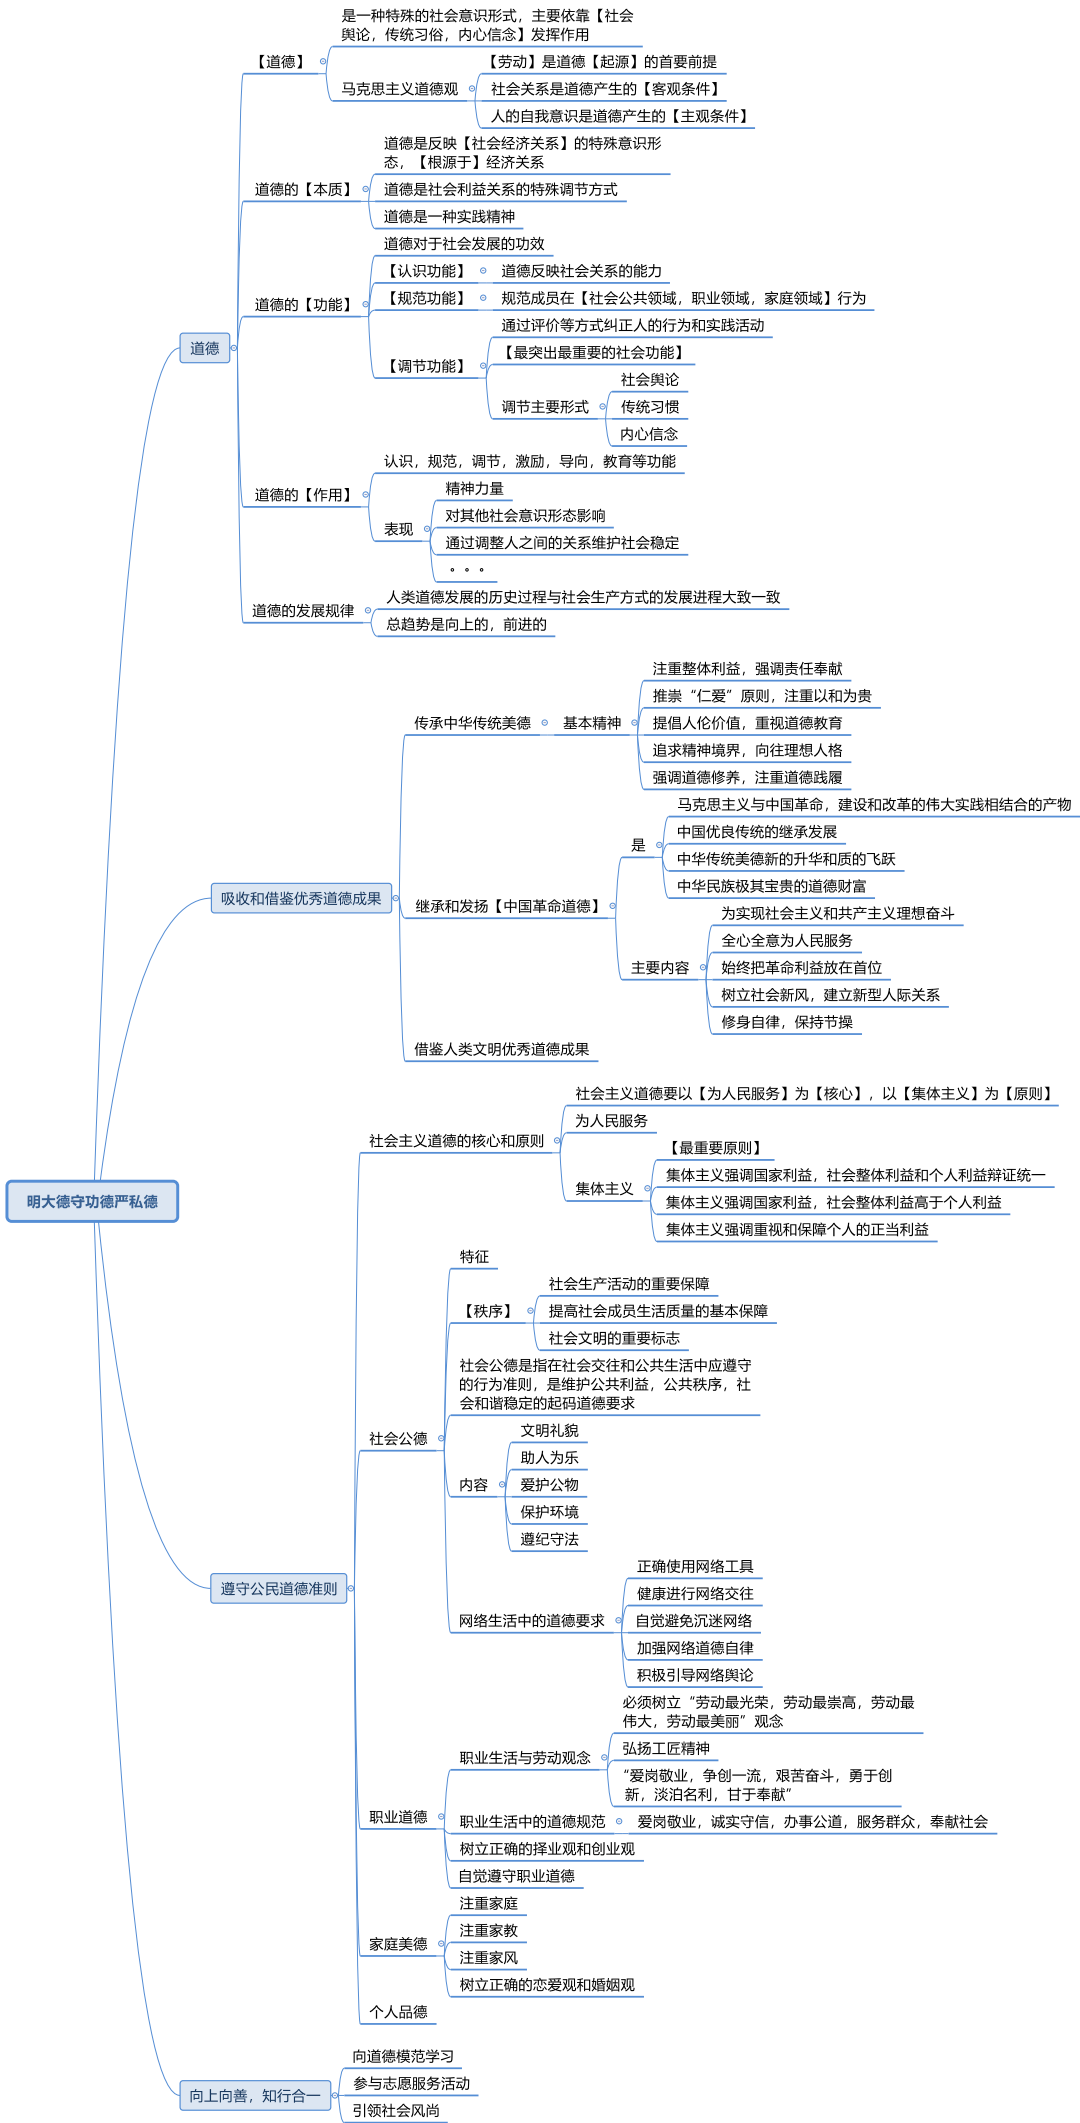 是一种特殊的社会意识形式，主要依靠【社会
舆论，传统习俗，内心信念】发挥作用
【道德】
【劳动】是道德【起源】的首要前提
马克思主义道德观
社会关系是道德产生的【客观条件】
人的自我意识是道德产生的【主观条件】
道德是反映【社会经济关系】的特殊意识形
态，【根源于】经济关系
道德的【本质】
道德是社会利益关系的特殊调节方式
道德是一种实践精神
道德对于社会发展的功效
【认识功能】
道德反映社会关系的能力
道德的【功能】
【规范功能】
规范成员在【社会公共领域，职业领域，家庭领域】行为
通过评价等方式纠正人的行为和实践活动
道德
【调节功能】
【最突出最重要的社会功能】
社会舆论
调节主要形式
传统习惯
内心信念
认识，规范，调节，激励，导向，教育等功能
道德的【作用】
精神力量
表现
对其他社会意识形态影响
通过调整人之间的关系维护社会稳定
。。。
人类道德发展的历史过程与社会生产方式的发展进程大致一致
道德的发展规律
总趋势是向上的，前进的
注重整体利益，强调责任奉献
推崇“仁爱”原则，注重以和为贵
传承中华传统美德
基本精神
提倡人伦价值，重视道德教育
追求精神境界，向往理想人格
强调道德修养，注重道德践履
马克思主义与中国革命，建设和改革的伟大实践相结合的产物
是
中国优良传统的继承发展
中华传统美德新的升华和质的飞跃
中华民族极其宝贵的道德财富
吸收和借鉴优秀道德成果
继承和发扬【中国革命道德】
为实现社会主义和共产主义理想奋斗
全心全意为人民服务
主要内容
始终把革命利益放在首位
树立社会新风，建立新型人际关系
修身自律，保持节操
借鉴人类文明优秀道德成果
社会主义道德要以【为人民服务】为【核心】，以【集体主义】为【原则】
社会主义道德的核心和原则
为人民服务
【最重要原则】
集体主义
集体主义强调国家利益，社会整体利益和个人利益辩证统一
集体主义强调国家利益，社会整体利益高于个人利益
集体主义强调重视和保障个人的正当利益
明大德守功德严私德
特征
社会生产活动的重要保障
【秩序】
提高社会成员生活质量的基本保障
社会文明的重要标志
社会公德是指在社会交往和公共生活中应遵守
的行为准则，是维护公共利益，公共秩序，社
会和谐稳定的起码道德要求
社会公德
文明礼貌
助人为乐
内容
爱护公物
保护环境
遵纪守法
正确使用网络工具
健康进行网络交往
网络生活中的道德要求
自觉避免沉迷网络
加强网络道德自律
积极引导网络舆论
遵守公民道德准则
必须树立“劳动最光荣，劳动最崇高，劳动最
伟大，劳动最美丽”观念
职业生活与劳动观念
弘扬工匠精神
“爱岗敬业，争创一流，艰苦奋斗，勇于创
新，淡泊名利，甘于奉献”
职业道德
职业生活中的道德规范
爱岗敬业，诚实守信，办事公道，服务群众，奉献社会
树立正确的择业观和创业观
自觉遵守职业道德
注重家庭
家庭美德
注重家教
注重家风
树立正确的恋爱观和婚姻观
个人品德
向道德模范学习
向上向善，知行合一
参与志愿服务活动
引领社会风尚